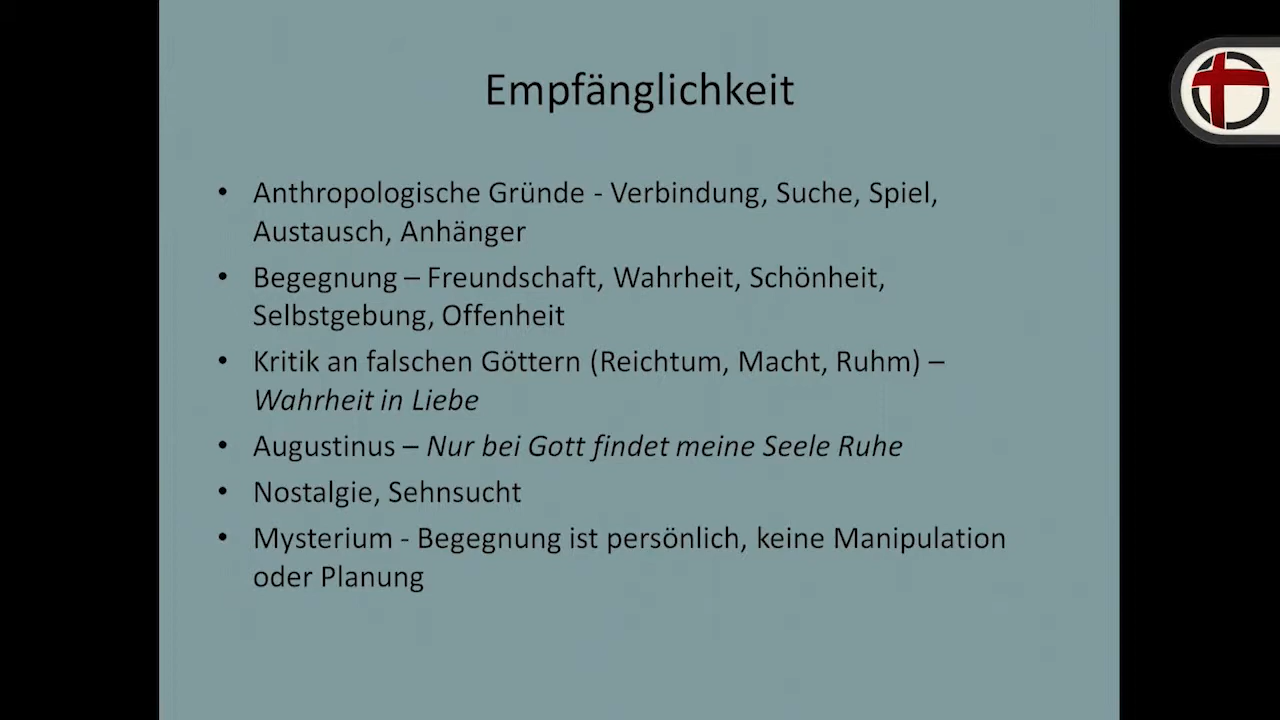 Empfänglichkeit
• Anthropologische Gründe - Verbindung, Suche, Spiel,
Austausch, Anhänger
• Begegnung – Freundschaft, Wahrheit, Schönheit,
Selbstgebung, Offenheit
• Kritik an falschen Göttern (Reichtum, Macht, Ruhm) –
Wahrheit in Liebe
• Augustinus – Nur bei Gott findet meine Seele Ruhe
• Nostalgie, Sehnsucht
• Mysterium - Begegnung ist persönlich, keine Manipulation
oder Planung